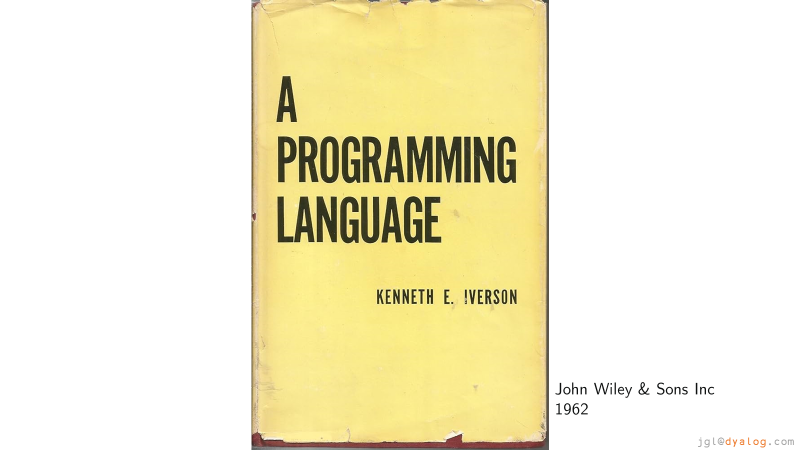 A
PROGRAMMING
LANGUAGE
KENNETH E. IVERSON
John Wiley & Sons Inc
1962
jgl@dyalog.com